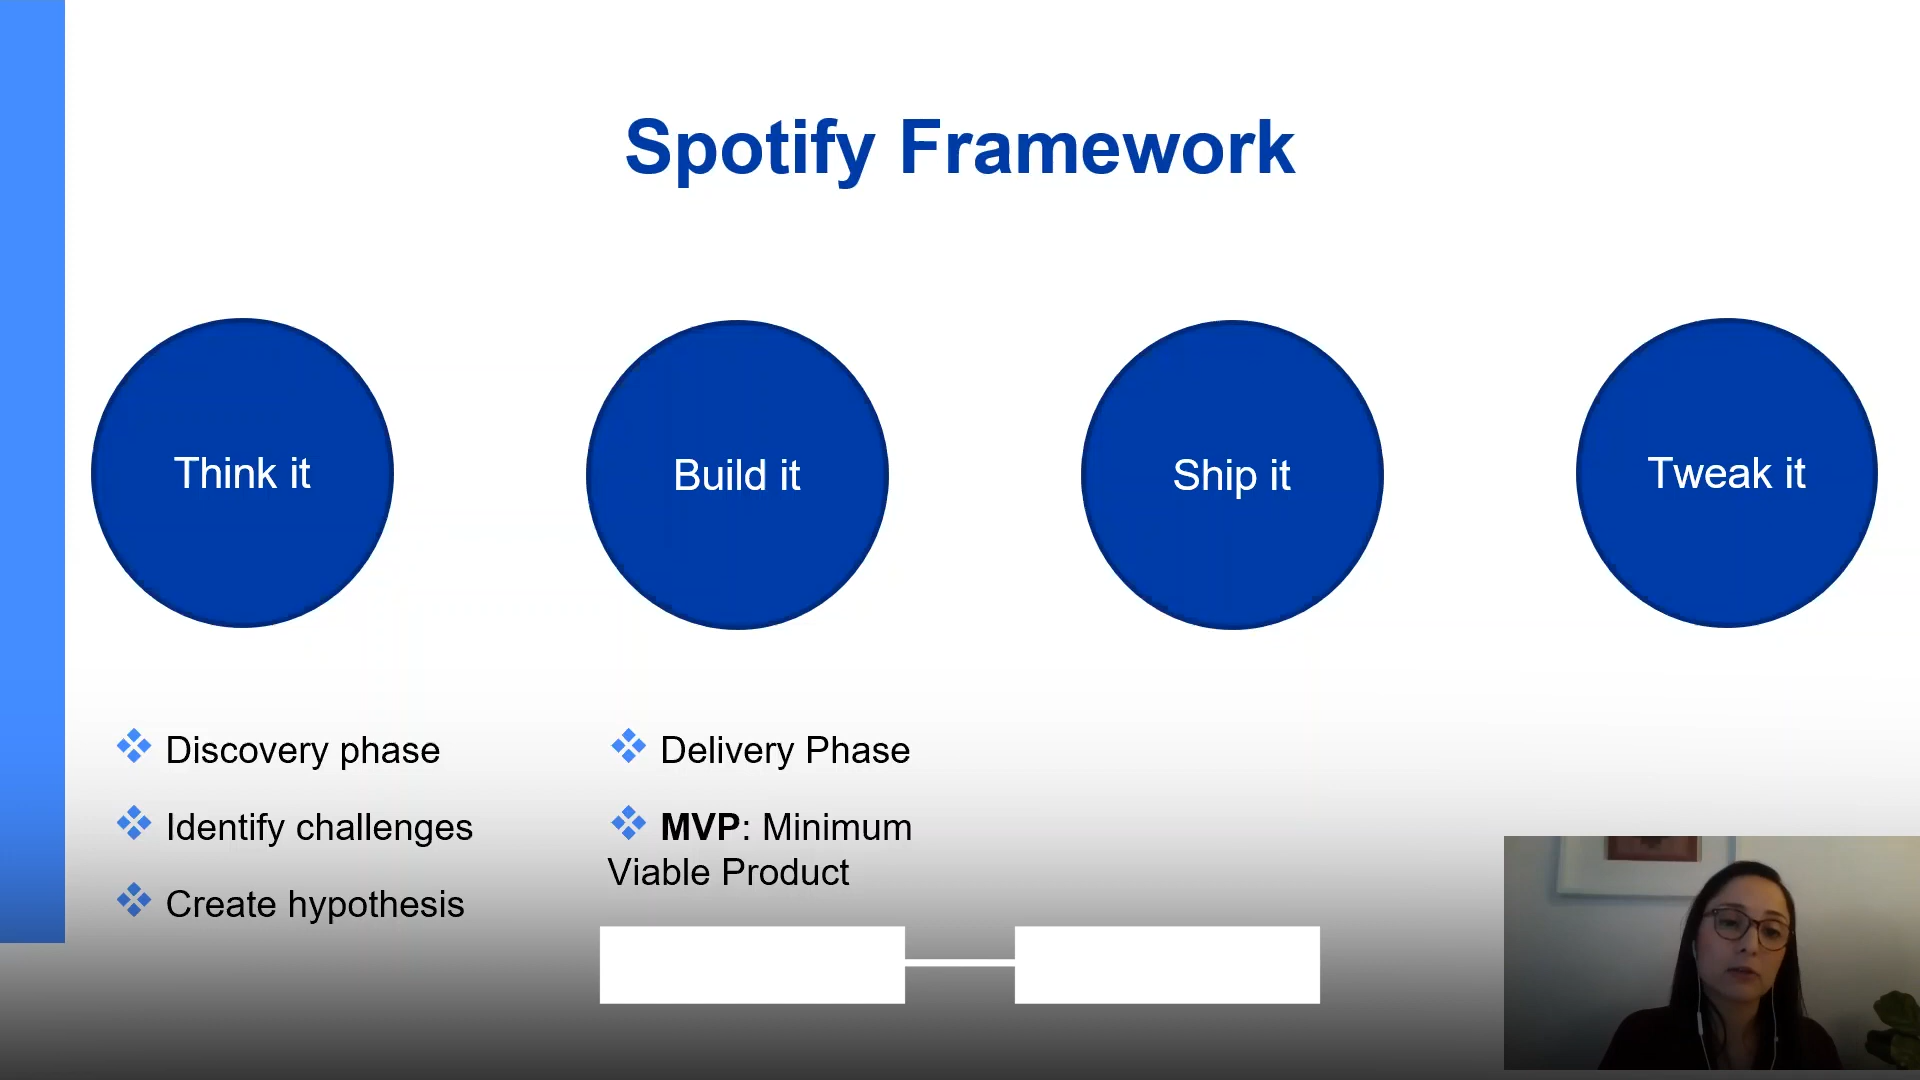 Spotify Framework
Think it
Build it
Ship it
Tweak it
Discovery phase
Identify challenges
Create hypothesis
Delivery Phase
MVP: Minimum
Viable Product